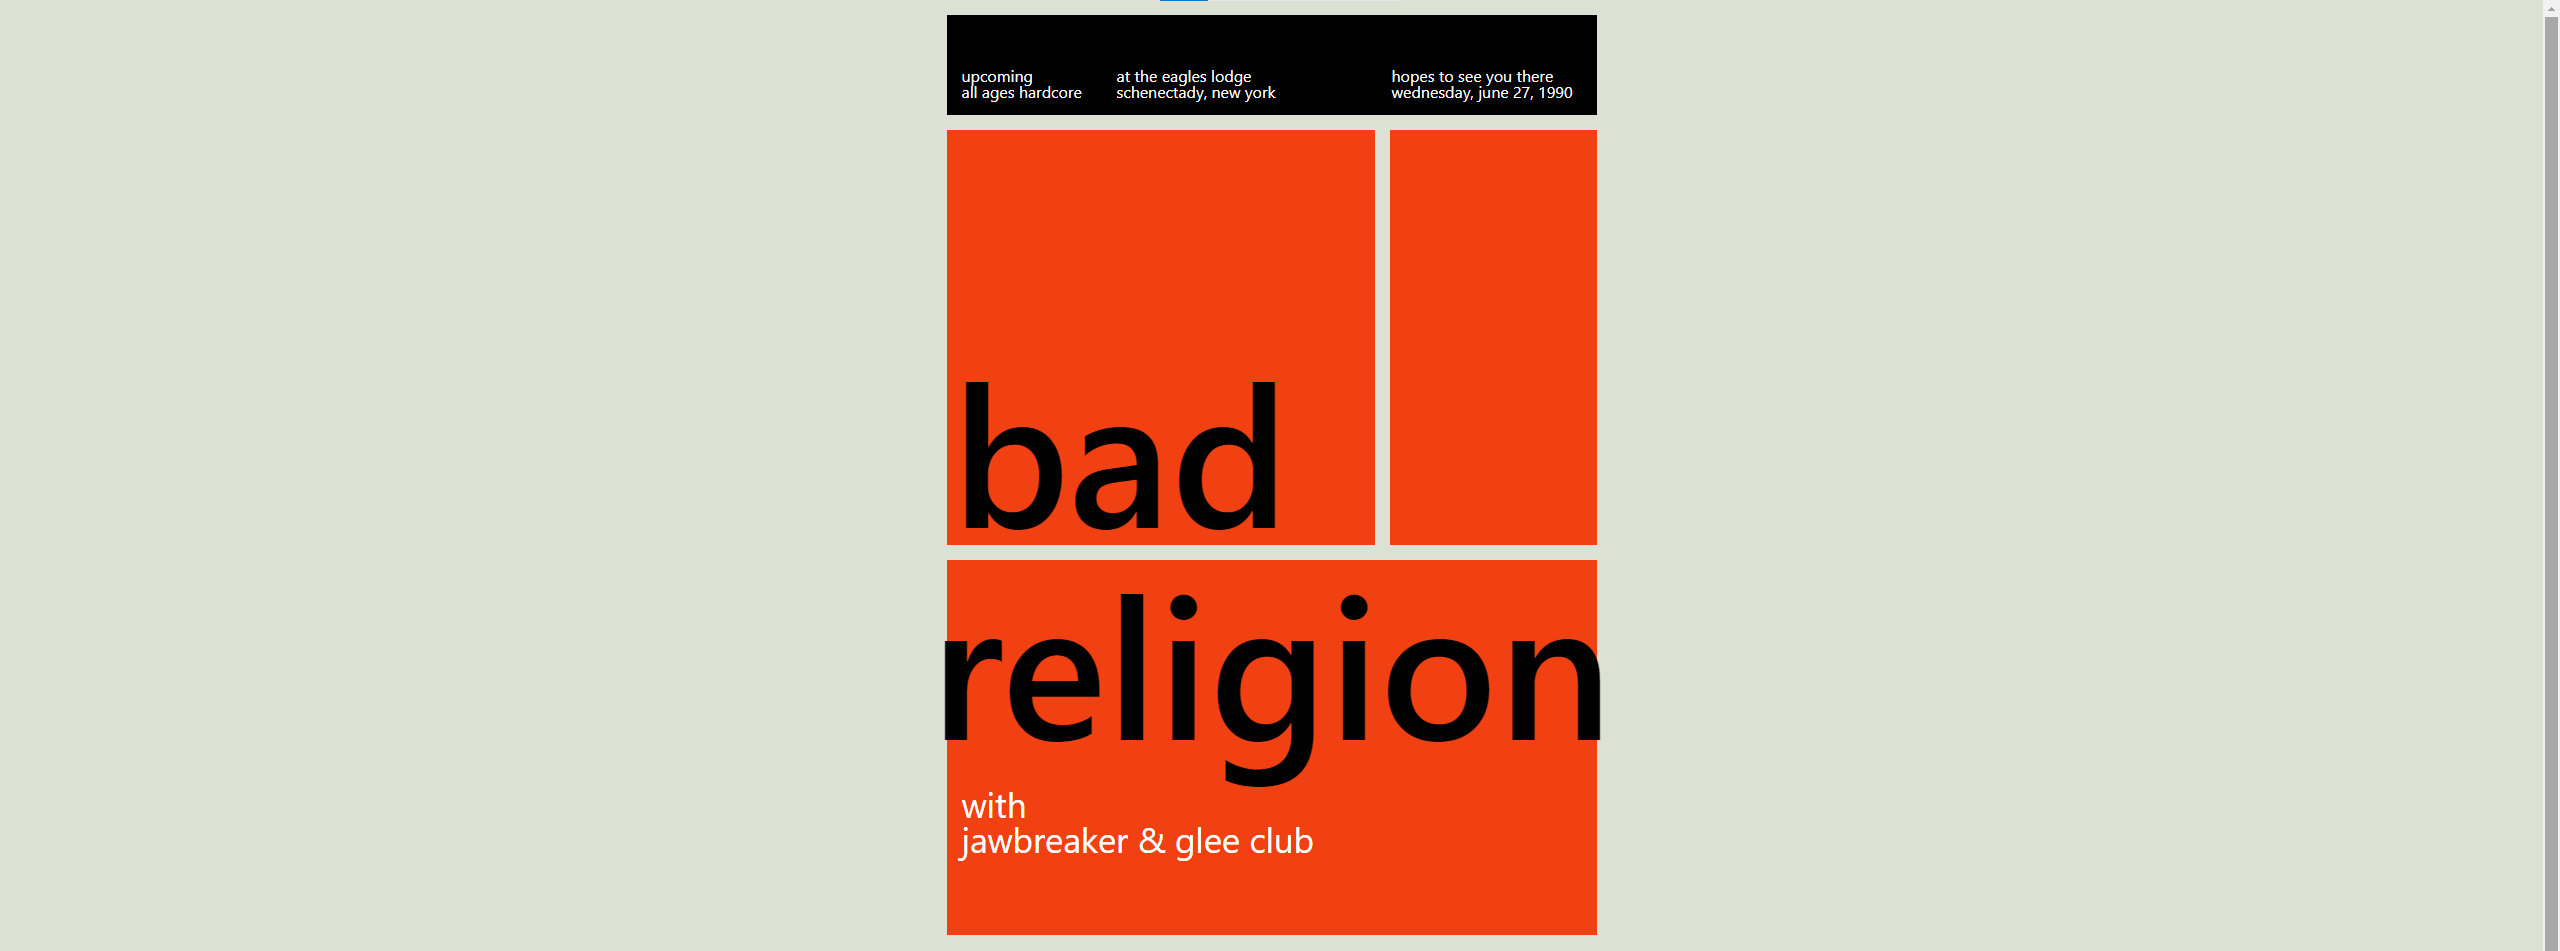 upcoming
all ages hardcore
at the eagles lodge
schenectady, new york
hopes to see you there
wednesday, june 27, 1990
bad
religion
with
jawbreaker & glee club